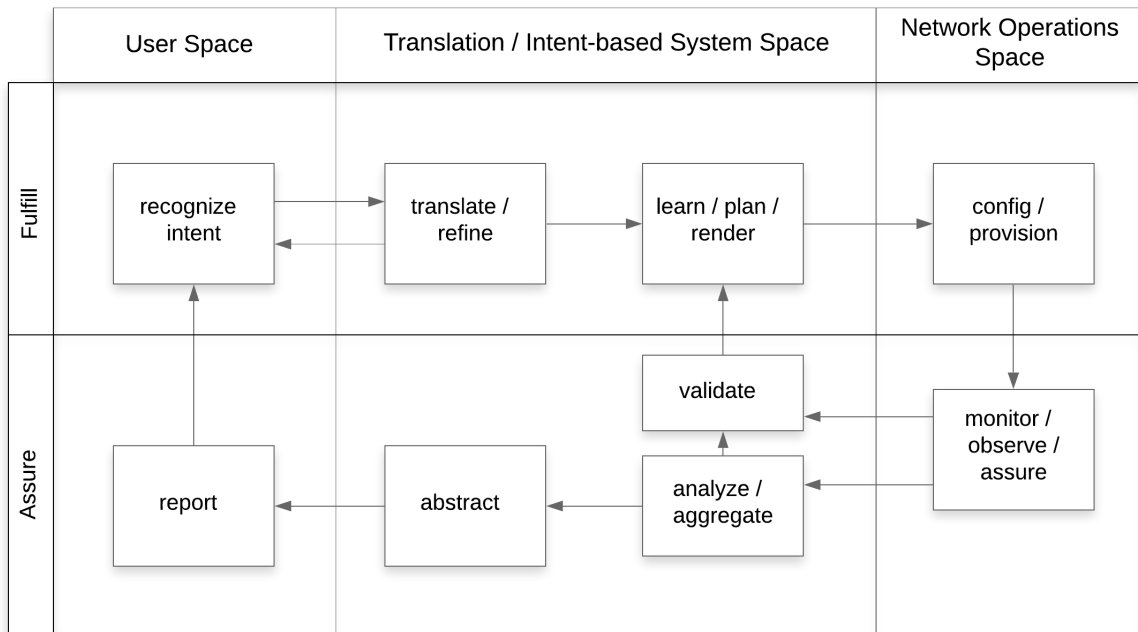 User Space
Translation / Intent-based System Space
Network Operations
Space
Fulfill
recognize
intent
translate /
refine
learn / plan /
render
config /
provision
Assure
validate
monitor /
observe /
assure
report
abstract
analyze /
aggregate